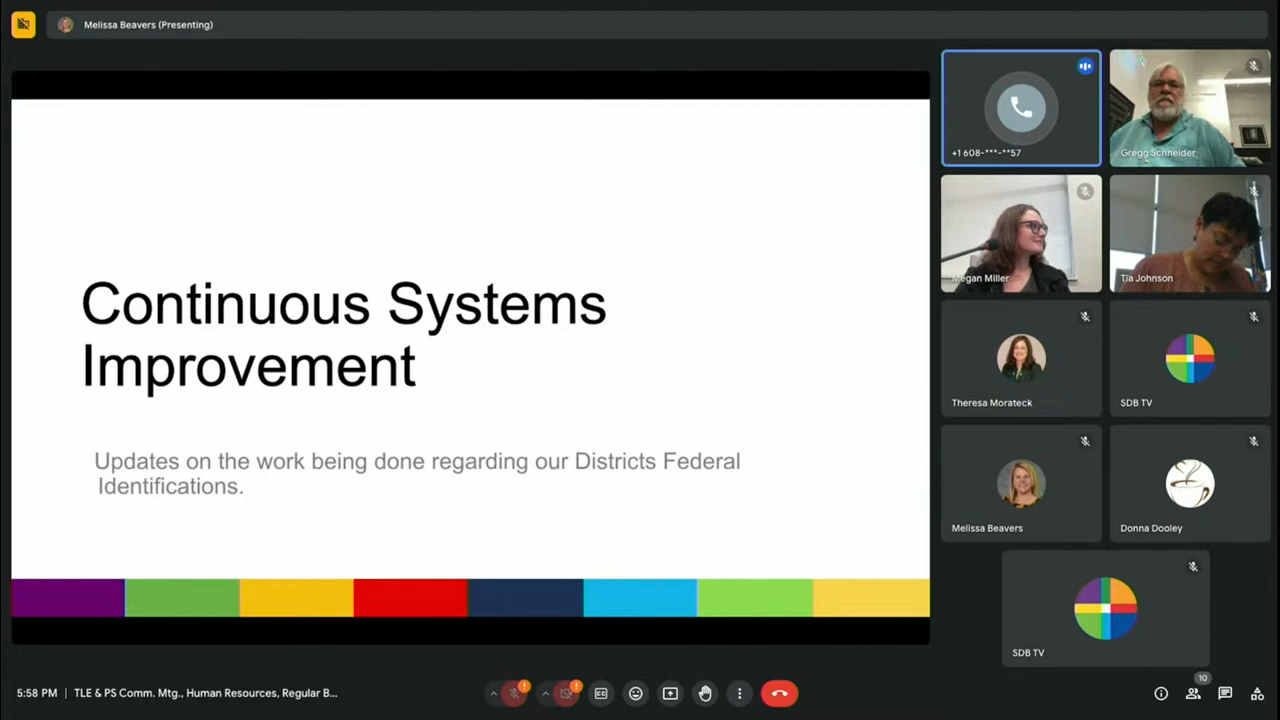 Melissa Beavers (Presenting)
Continuous Systems
Improvement
Updates on the work being done regarding our Districts Federal
Identifications.
+1 608-***-**57
Gregg Schneider
Megan Miller
Tia Johnson
Theresa Morateck
SDB TV
Melissa Beavers
Donna Dooley
SDB TV
5:58 PM | TLE & PS Comm. Mtg., Human Resources, Regular B...
CC
10